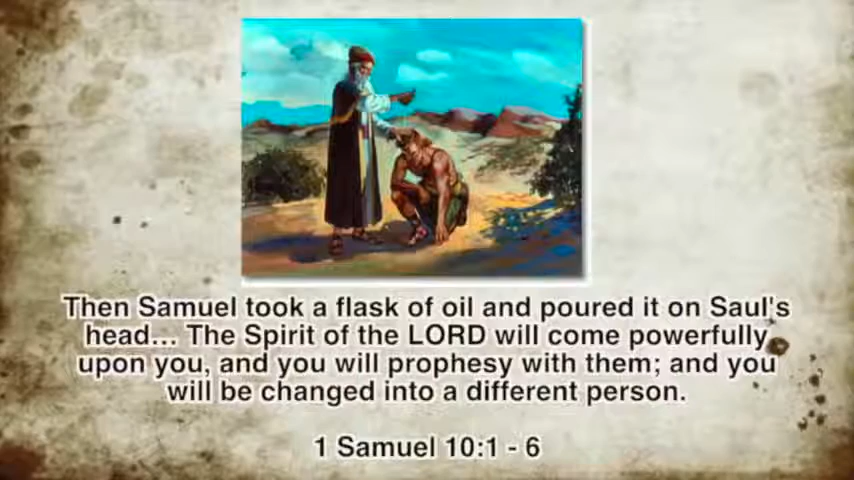 Then Samuel took a flask of oil and poured it on Saul's
head... The Spirit of the LORD will come powerfully
upon you, and you will prophesy with them; and you
will be changed into a different person.
1 Samuel 10:1 - 6